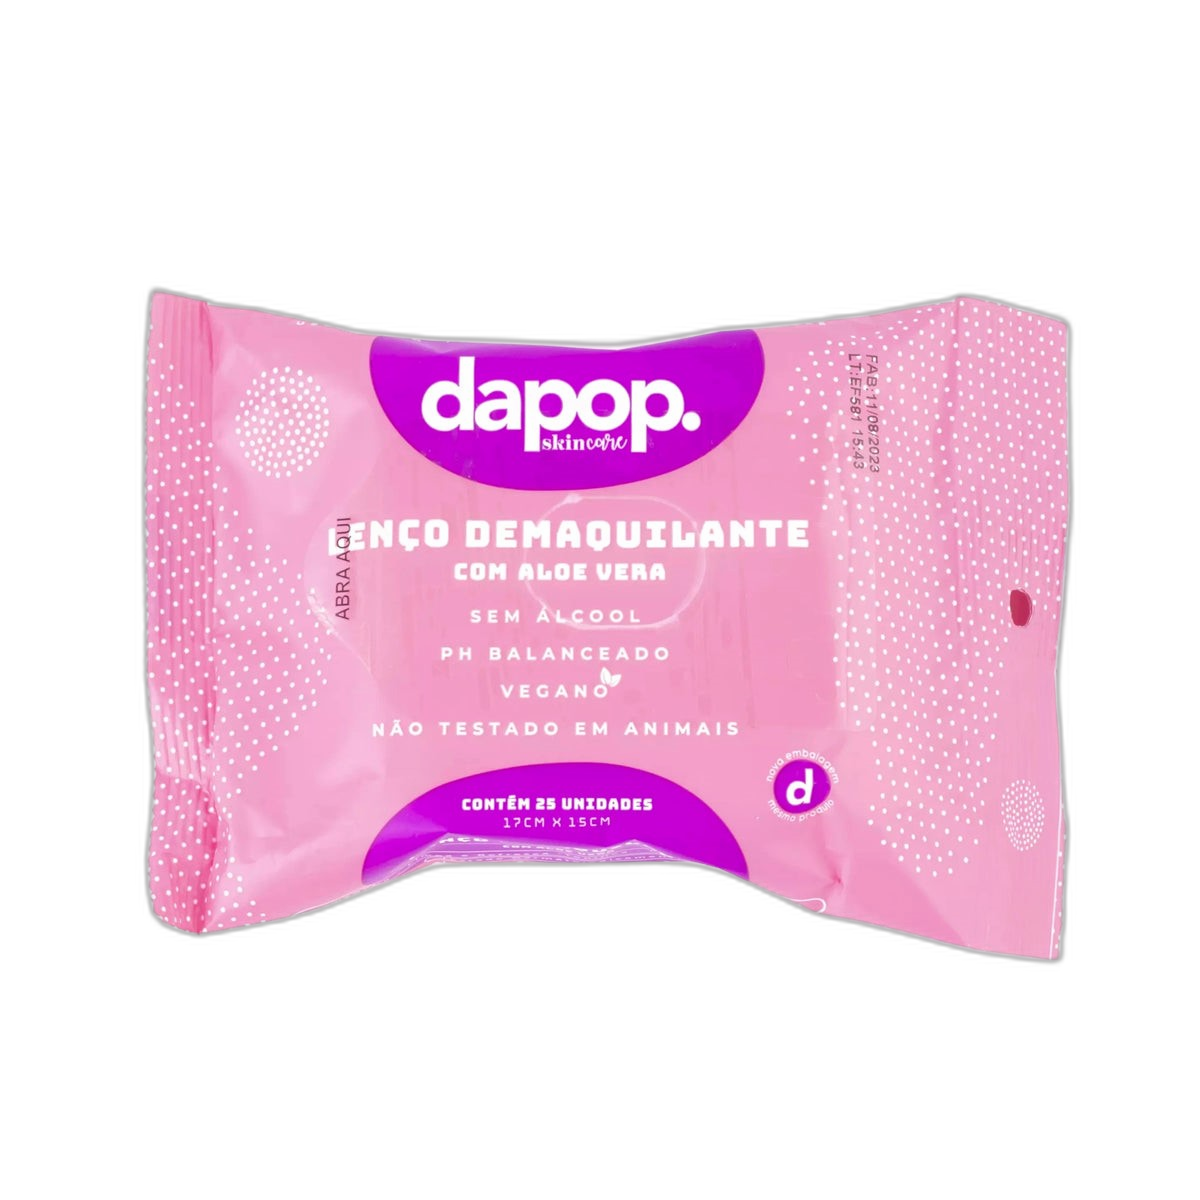 dapop.
skincare
LENÇO DEMAQUILANTE
COM ALOE VERA
SEM ÁLCOOL
PH BALANCEADO
VEGANO
NÃO TESTADO EM ANIMAIS
CONTÊM 25 UNIDADES
17CM X 15CM
ABRA AQUI
FAB:11/08/2023
LT:EF581 15:43
nova embalagem
d
mesmo produto